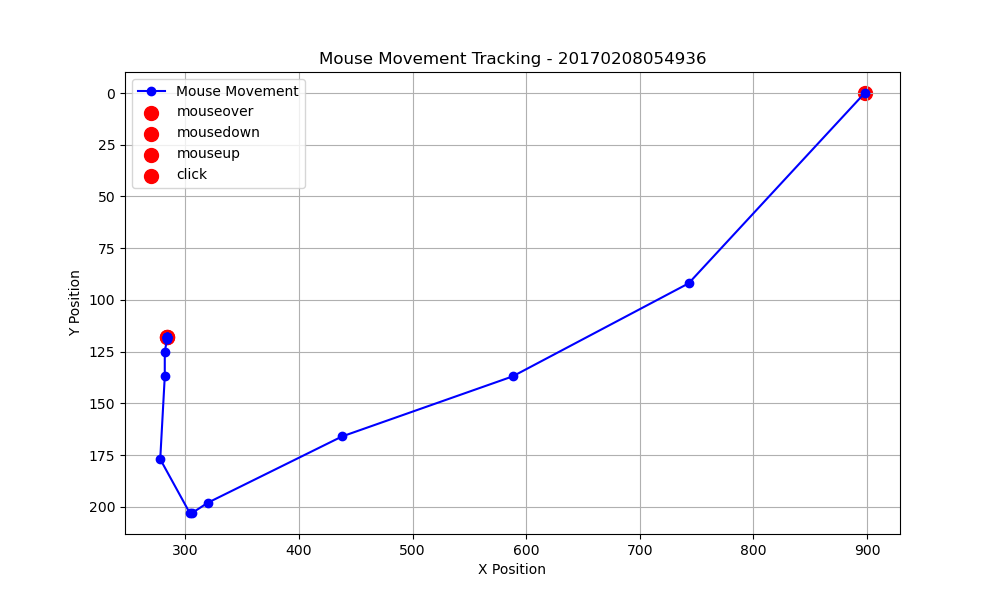 Mouse Movement Tracking - 20170208054936
Mouse Movement
mouseover
mousedown
mouseup
click
0
25
50
75
100
125
150
175
200
Y Position
300 400 500 600 700 800 900
X Position